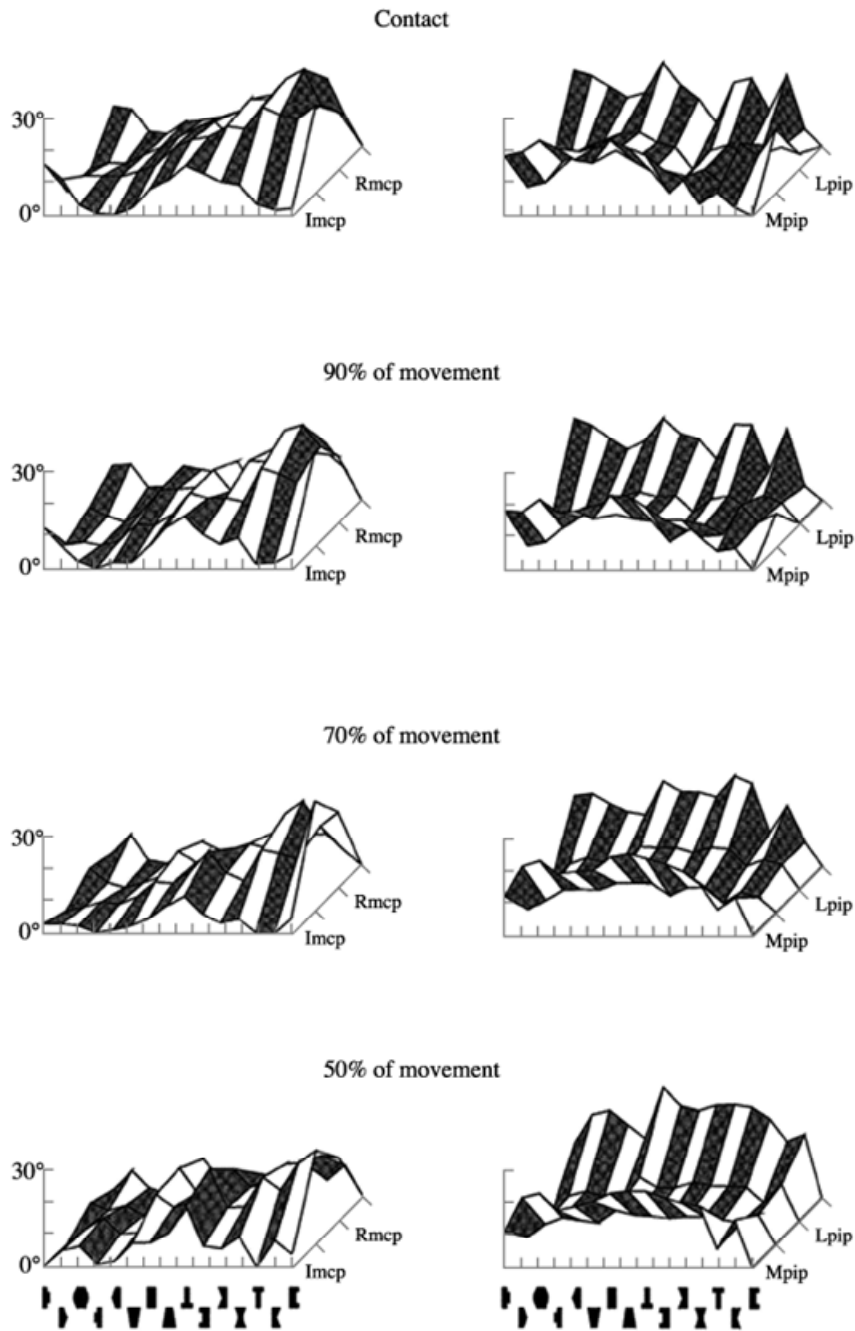 Contact
30°
0°
Rmcp
Imcp
Lpip
Mpip
90% of movement
30°
0°
Rmcp
Imcp
Lpip
Mpip
70% of movement
30°
0°
Rmcp
Imcp
Lpip
Mpip
50% of movement
30°
0°
Rmcp
Imcp
Lpip
Mpip